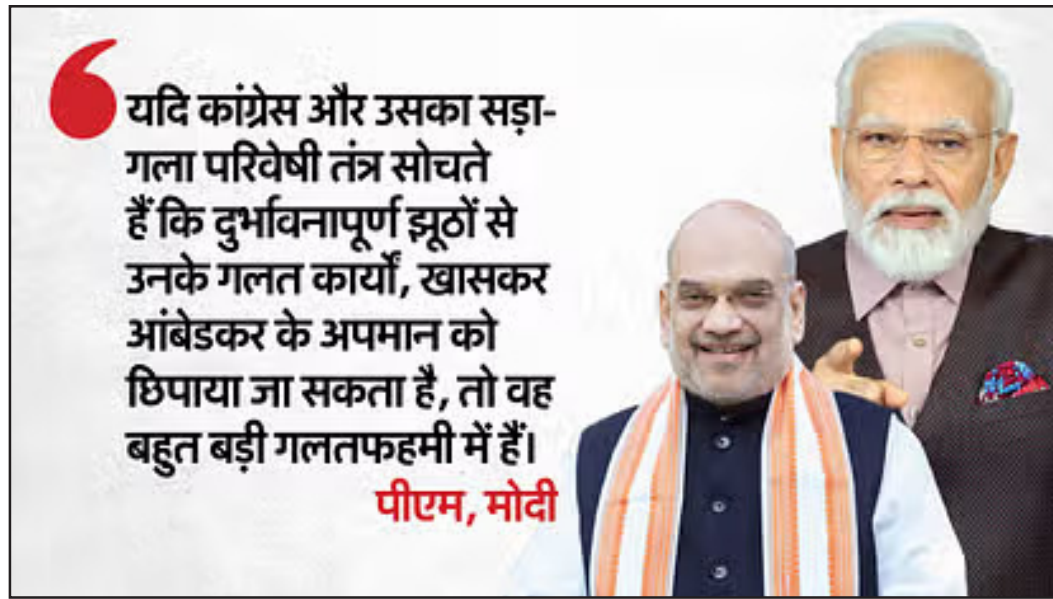 यदि कांग्रेस और उसका सड़ा-
गला परिवेषी तंत्र सोचते
हैं कि दुर्भावनापूर्ण झूठों से
उनके गलत कार्यों, खासकर
आंबेडकर के अपमान को
छिपाया जा सकता है, तो वह
बहुत बड़ी गलतफहमी में हैं।
पीएम, मोदी